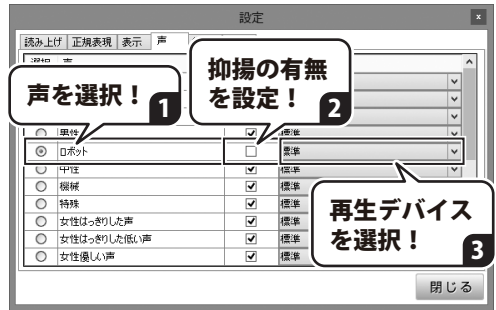 設定
x
読み上げ 正規表現 表示 声
声
抑揚の有無
を設定！
2
声を選択！
1
男性 標準
ロボット 標準
中性 標準
機械 標準
特殊
女性はっきりした声 標準
女性はっきりした低い声 標準
女性優しい声 標準
再生デバイス
を選択！
3
閉じる